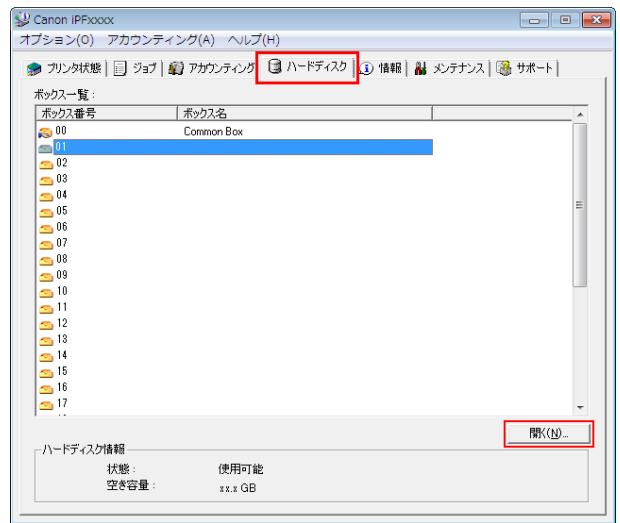 Canon iPFxxxx
オプション(O) アカウンティング(A) ヘルプ(H)
プリンタ状態 ジョブ アカウンティング ハードディスク 情報 メンテナンス サポート
ボックス一覧 :
ボックス番号 ボックス名
00 Common Box
01
02
03
04
05
06
07
08
09
10
11
12
13
14
15
16
17
開く(N)...
ハードディスク情報
状態 : 使用可能
空き容量 : xx.x GB